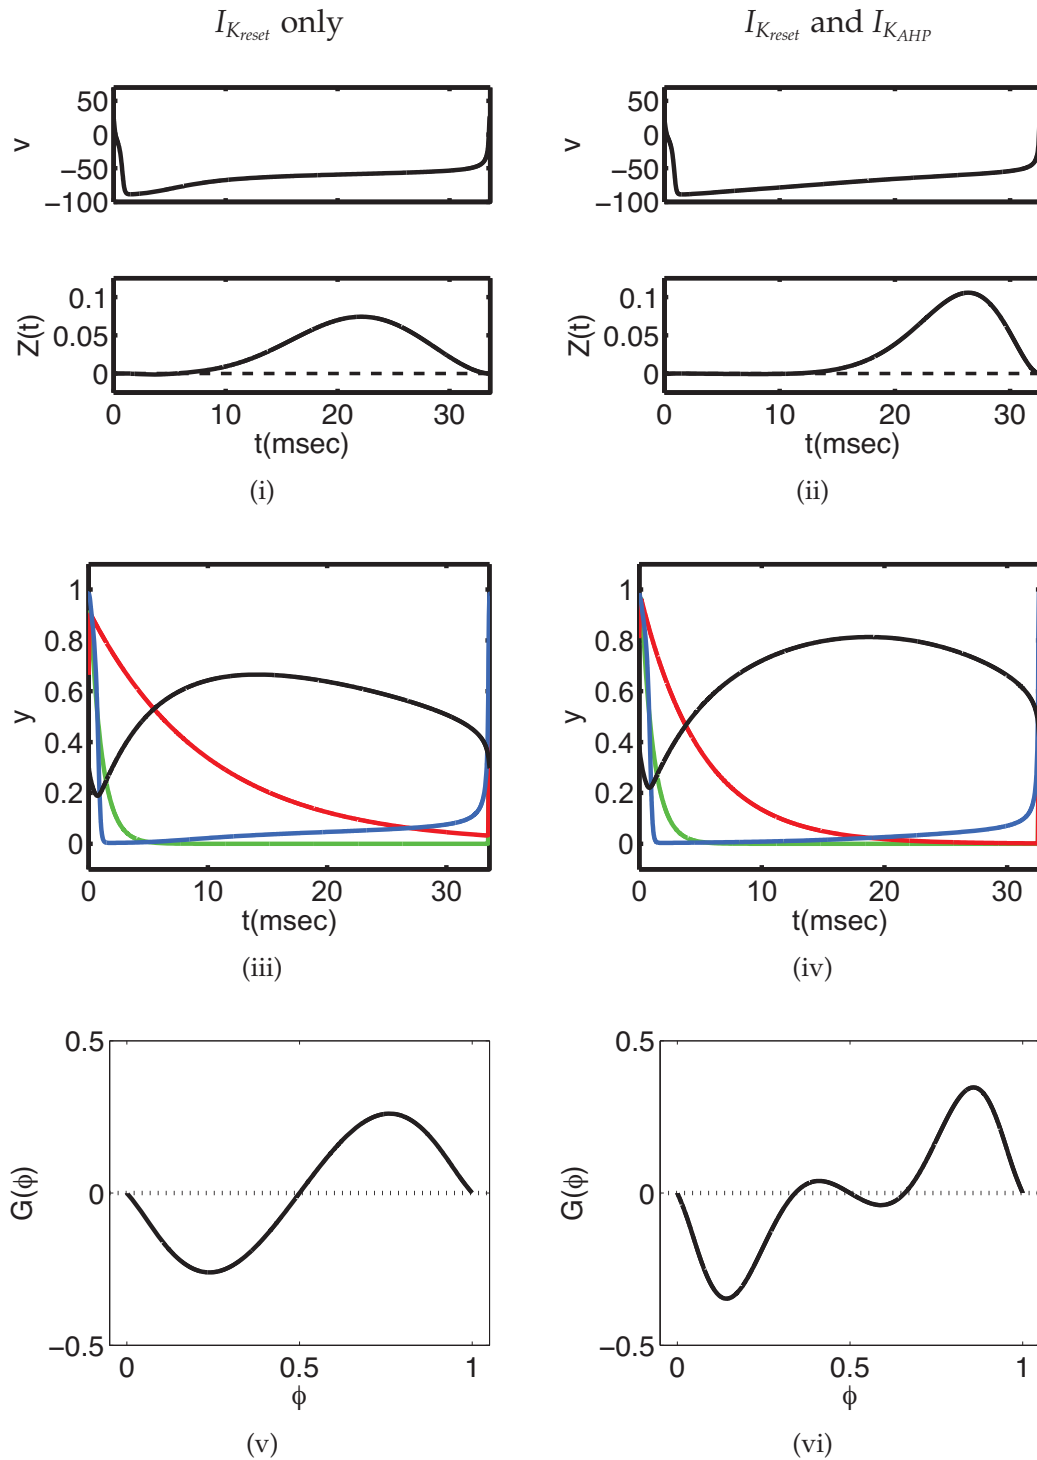 I_{K_{reset}} only
I_{K_{reset}} and I_{K_{AHP}}
50
0
−50
−100
v
50
0
−50
−100
v
0.1
0.05
0
Z(t)
0 10 20 30
t(msec)
(i)
0.1
0.05
0
Z(t)
0 10 20 30
t(msec)
(ii)
1
0.8
0.6
0.4
0.2
0
y
0 10 20 30
t(msec)
(iii)
1
0.8
0.6
0.4
0.2
0
y
0 10 20 30
t(msec)
(iv)
0.5
0
−0.5
G(ϕ)
0 0.5 1
ϕ
(v)
0.5
0
−0.5
G(ϕ)
0 0.5 1
ϕ
(vi)